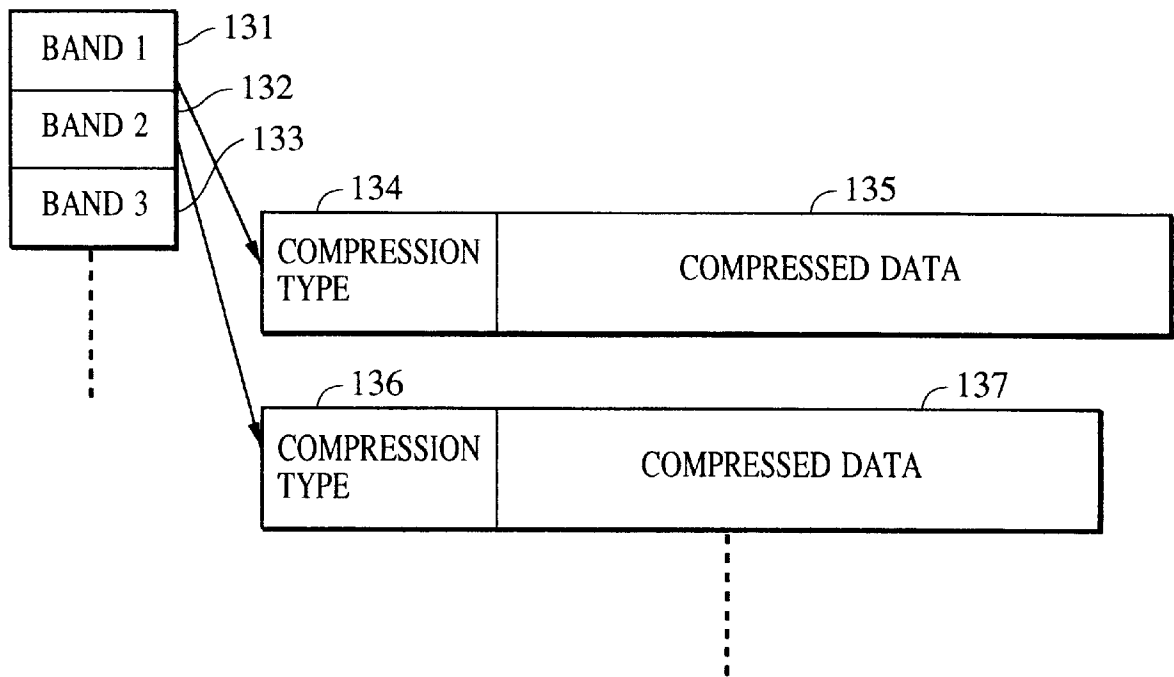 BAND 1
131
BAND 2
132
BAND 3
133
134
135
COMPRESSION
TYPE
COMPRESSED DATA
136
137
COMPRESSION
TYPE
COMPRESSED DATA